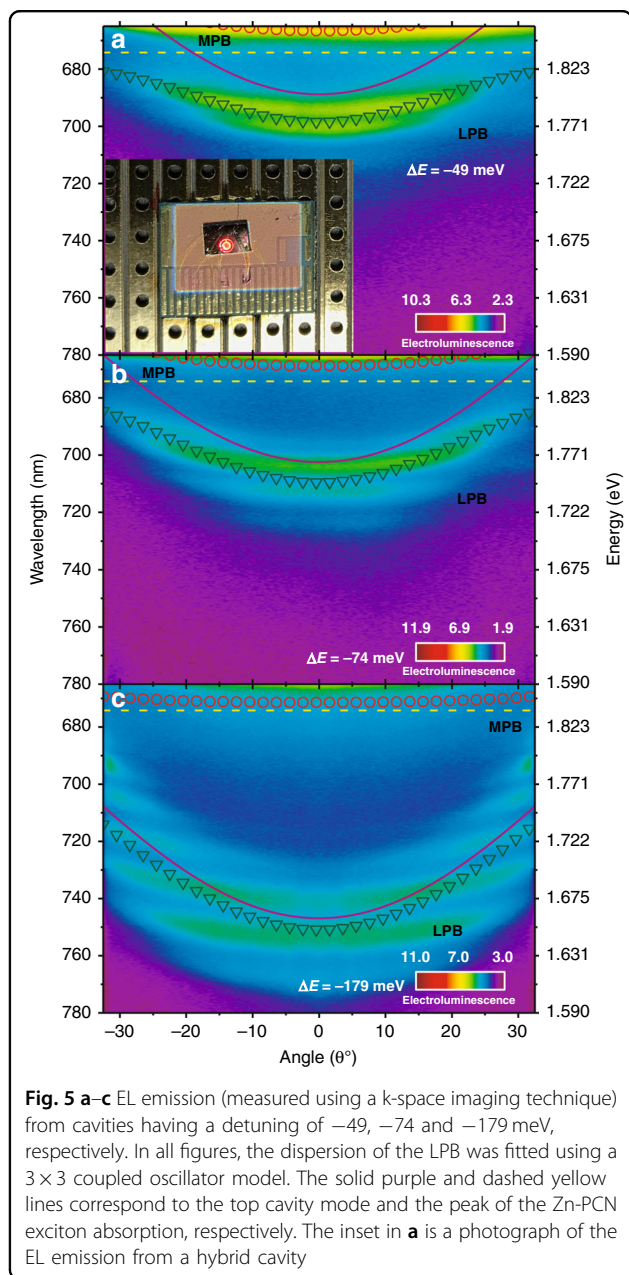 a
MPB
LPB
ΔE = −49 meV
10.3 6.3 2.3
Electroluminescence
680
700
720
740
760
780
1.823
1.771
1.722
1.675
1.631
1.590
b
MPB
LPB
ΔE = −74 meV
11.9 6.9 1.9
Electroluminescence
680
700
720
740
760
780
1.823
1.771
1.722
1.675
1.631
1.590
Wavelength (nm)
Energy (eV)
c
MPB
LPB
ΔE = −179 meV
11.0 7.0 3.0
Electroluminescence
680
700
720
740
760
780
1.823
1.771
1.722
1.675
1.631
1.590
−30 −20 −10 0 10 20 30
Angle (θ°)
Fig. 5 a–c EL emission (measured using a k-space imaging technique)
from cavities having a detuning of −49, −74 and −179 meV,
respectively. In all figures, the dispersion of the LPB was fitted using a
3 × 3 coupled oscillator model. The solid purple and dashed yellow
lines correspond to the top cavity mode and the peak of the Zn-PCN
exciton absorption, respectively. The inset in a is a photograph of the
EL emission from a hybrid cavity